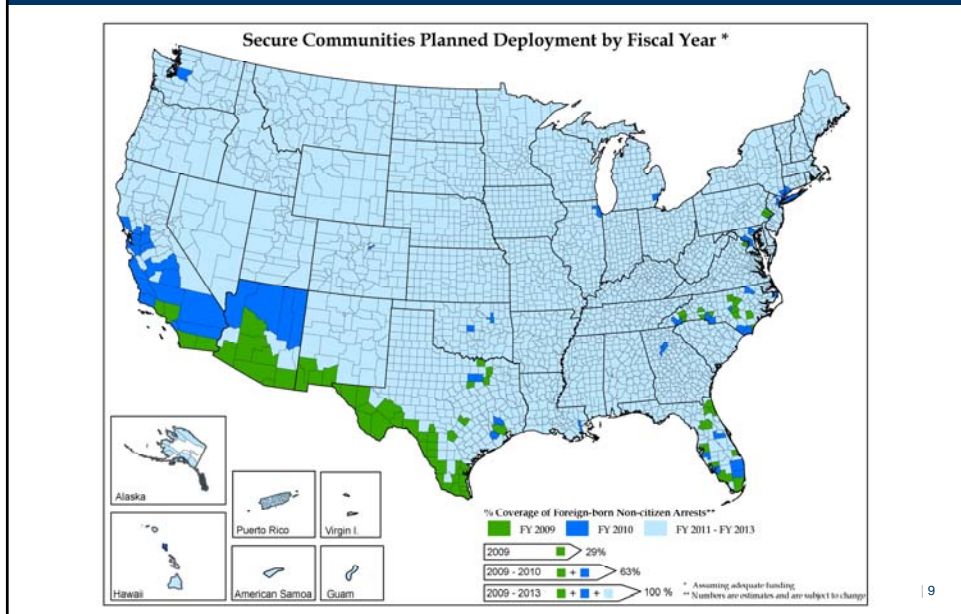 Secure Communities Planned Deployment by Fiscal Year *
Alaska
Hawaii
Puerto Rico
Virgin I.
American Samoa
Guam
% Coverage of Foreign-born Non-citizen Arrests**
FY 2009 FY 2010 FY 2011 - FY 2013
2009 29%
2009 - 2010 + 63%
2009 - 2013 + + 100 %
* Assuming adequate funding
** Numbers are estimates and are subject to change
| 9